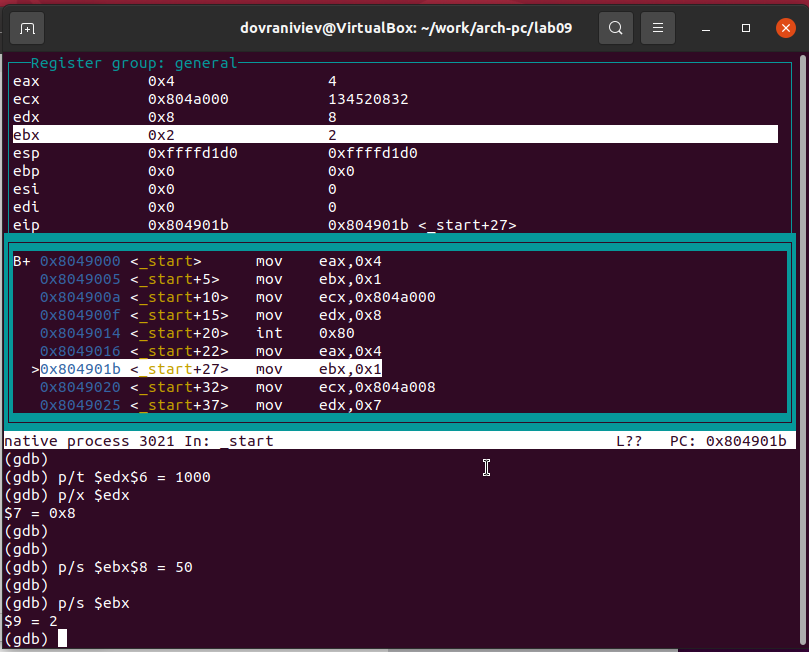 dovraniviev@VirtualBox: ~/work/arch-pc/lab09
Register group: general
eax 0x4 4
ecx 0x804a000 134520832
edx 0x8 8
ebx 0x2 2
esp 0xffffd1d0 0xffffd1d0
ebp 0x0 0x0
esi 0x0 0
edi 0x0 0
eip 0x804901b 0x804901b <_start+27>
B+ 0x8049000 <_start> mov eax,0x4
0x8049005 <_start+5> mov ebx,0x1
0x804900a <_start+10> mov ecx,0x804a000
0x804900f <_start+15> mov edx,0x8
0x8049014 <_start+20> int 0x80
0x8049016 <_start+22> mov eax,0x4
>0x804901b <_start+27> mov ebx,0x1
0x8049020 <_start+32> mov ecx,0x804a008
0x8049025 <_start+37> mov edx,0x7
native process 3021 In: _start L?? PC: 0x804901b
(gdb)
(gdb) p/t $edx$6 = 1000
(gdb) p/x $edx
$7 = 0x8
(gdb)
(gdb)
(gdb) p/s $ebx$8 = 50
(gdb)
(gdb) p/s $ebx
$9 = 2
(gdb)